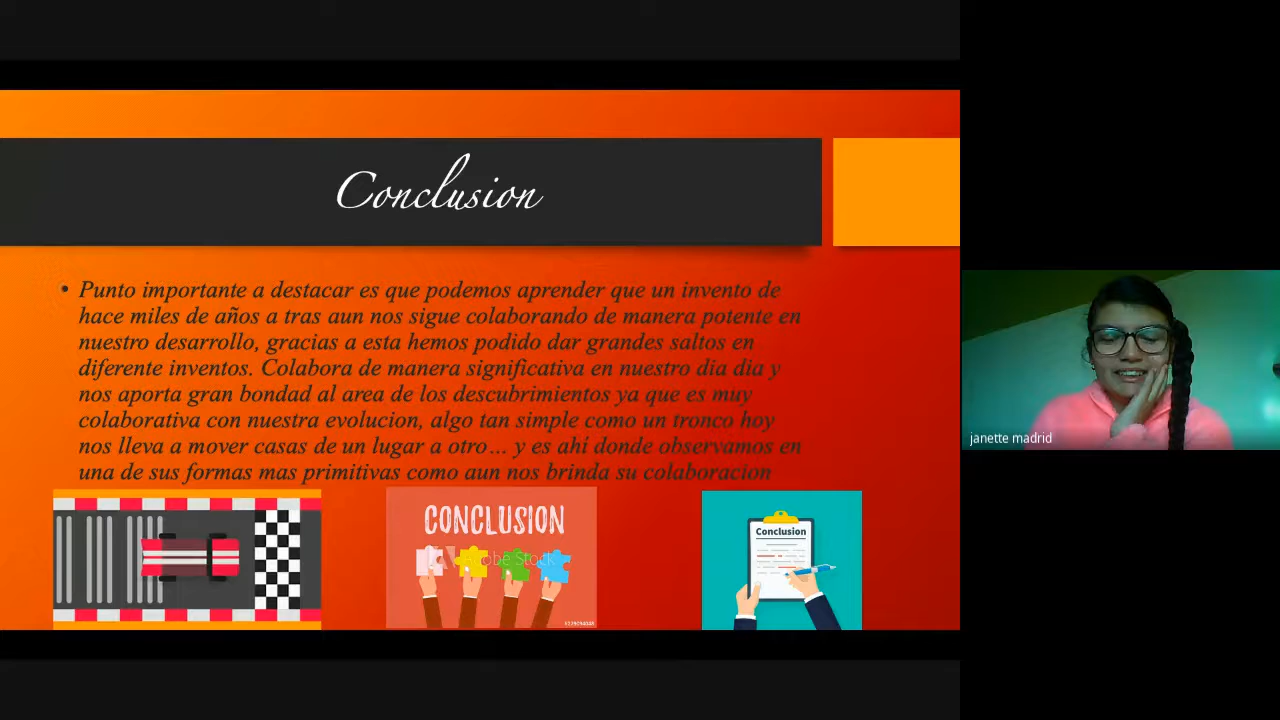 Conclusion
• Punto importante a destacar es que podemos aprender que un invento de
hace miles de años a tras aun nos sigue colaborando de manera potente en
nuestro desarrollo, gracias a esta hemos podido dar grandes saltos en
diferente inventos. Colabora de manera significativa en nuestro dia dia y
nos aporta gran bondad al area de los descubrimientos ya que es muy
colaborativa con nuestra evolucion, algo tan simple como un tronco hoy
nos lleva a mover casas de un lugar a otro… y es ahí donde observamos en
una de sus formas mas primitivas como aun nos brinda su colaboracion
CONCLUSION
Adobe Stock
Conclusion
janette madrid